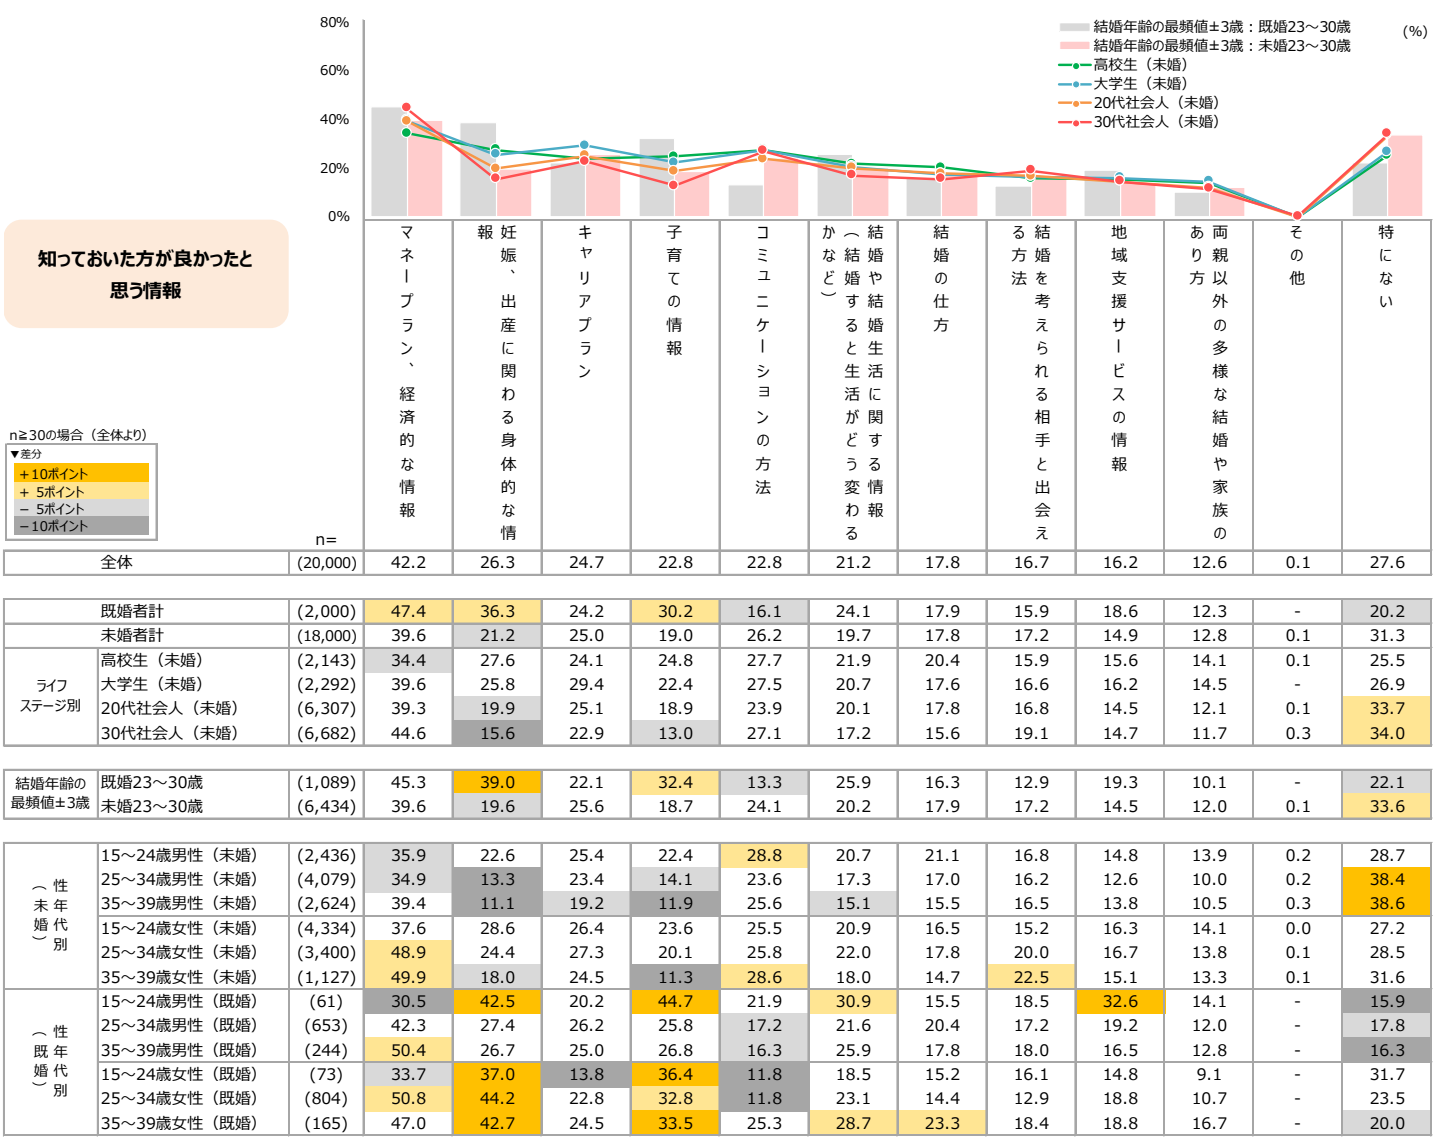 80%
60%
40%
20%
0%
結婚年齢の最頻値±3歳：既婚23～30歳
結婚年齢の最頻値±3歳：未婚23～30歳
高校生（未婚）
大学生（未婚）
20代社会人（未婚）
30代社会人（未婚）
(%)
知っておいた方が良かったと
思う情報
マネープラン、経済的な情報
妊娠、出産に関わる身体的な情
報
キャリアプラン
子育ての情報
コミュニケーションの方法
結婚や結婚生活に関する情報
（結婚すると生活がどう変わる
かなど）
結婚の仕方
結婚を考えられる相手と出会え
る方法
地域支援サービスの情報
両親以外の多様な結婚や家族の
あり方
その他
特にない
n≧30の場合（全体より）
▼差分
＋10ポイント
＋ 5ポイント
－ 5ポイント
－10ポイント
n=
全体 (20,000) 42.2 26.3 24.7 22.8 22.8 21.2 17.8 16.7 16.2 12.6 0.1 27.6
既婚者計 (2,000) 47.4 36.3 24.2 30.2 16.1 24.1 17.9 15.9 18.6 12.3 - 20.2
未婚者計 (18,000) 39.6 21.2 25.0 19.0 26.2 19.7 17.8 17.2 14.9 12.8 0.1 31.3
ライフ
ステージ別
高校生（未婚） (2,143) 34.4 27.6 24.1 24.8 27.7 21.9 20.4 15.9 15.6 14.1 0.1 25.5
大学生（未婚） (2,292) 39.6 25.8 29.4 22.4 27.5 20.7 17.6 16.6 16.2 14.5 - 26.9
20代社会人（未婚） (6,307) 39.3 19.9 25.1 18.9 23.9 20.1 17.8 16.8 14.5 12.1 0.1 33.7
30代社会人（未婚） (6,682) 44.6 15.6 22.9 13.0 27.1 17.2 15.6 19.1 14.7 11.7 0.3 34.0
結婚年齢の
最頻値±3歳
既婚23～30歳 (1,089) 45.3 39.0 22.1 32.4 13.3 25.9 16.3 12.9 19.3 10.1 - 22.1
未婚23～30歳 (6,434) 39.6 19.6 25.6 18.7 24.1 20.2 17.9 17.2 14.5 12.0 0.1 33.6
性年代別
（未婚）
15～24歳男性（未婚） (2,436) 35.9 22.6 25.4 22.4 28.8 20.7 21.1 16.8 14.8 13.9 0.2 28.7
25～34歳男性（未婚） (4,079) 34.9 13.3 23.4 14.1 23.6 17.3 17.0 16.2 12.6 10.0 0.2 38.4
35～39歳男性（未婚） (2,624) 39.4 11.1 19.2 11.9 25.6 15.1 15.5 16.5 13.8 10.5 0.3 38.6
15～24歳女性（未婚） (4,334) 37.6 28.6 26.4 23.6 25.5 20.9 16.5 15.2 16.3 14.1 0.0 27.2
25～34歳女性（未婚） (3,400) 48.9 24.4 27.3 20.1 25.8 22.0 17.8 20.0 16.7 13.8 0.1 28.5
35～39歳女性（未婚） (1,127) 49.9 18.0 24.5 11.3 28.6 18.0 14.7 22.5 15.1 13.3 0.1 31.6
性年代別
（既婚）
15～24歳男性（既婚） (61) 30.5 42.5 20.2 44.7 21.9 30.9 15.5 18.5 32.6 14.1 - 15.9
25～34歳男性（既婚） (653) 42.3 27.4 26.2 25.8 17.2 21.6 20.4 17.2 19.2 12.0 - 17.8
35～39歳男性（既婚） (244) 50.4 26.7 25.0 26.8 16.3 25.9 17.8 18.0 16.5 12.8 - 16.3
15～24歳女性（既婚） (73) 33.7 37.0 13.8 36.4 11.8 18.5 15.2 16.1 14.8 9.1 - 31.7
25～34歳女性（既婚） (804) 50.8 44.2 22.8 32.8 11.8 23.1 14.4 12.9 18.8 10.7 - 23.5
35～39歳女性（既婚） (165) 47.0 42.7 24.5 33.5 25.3 28.7 23.3 18.4 18.8 16.7 - 20.0